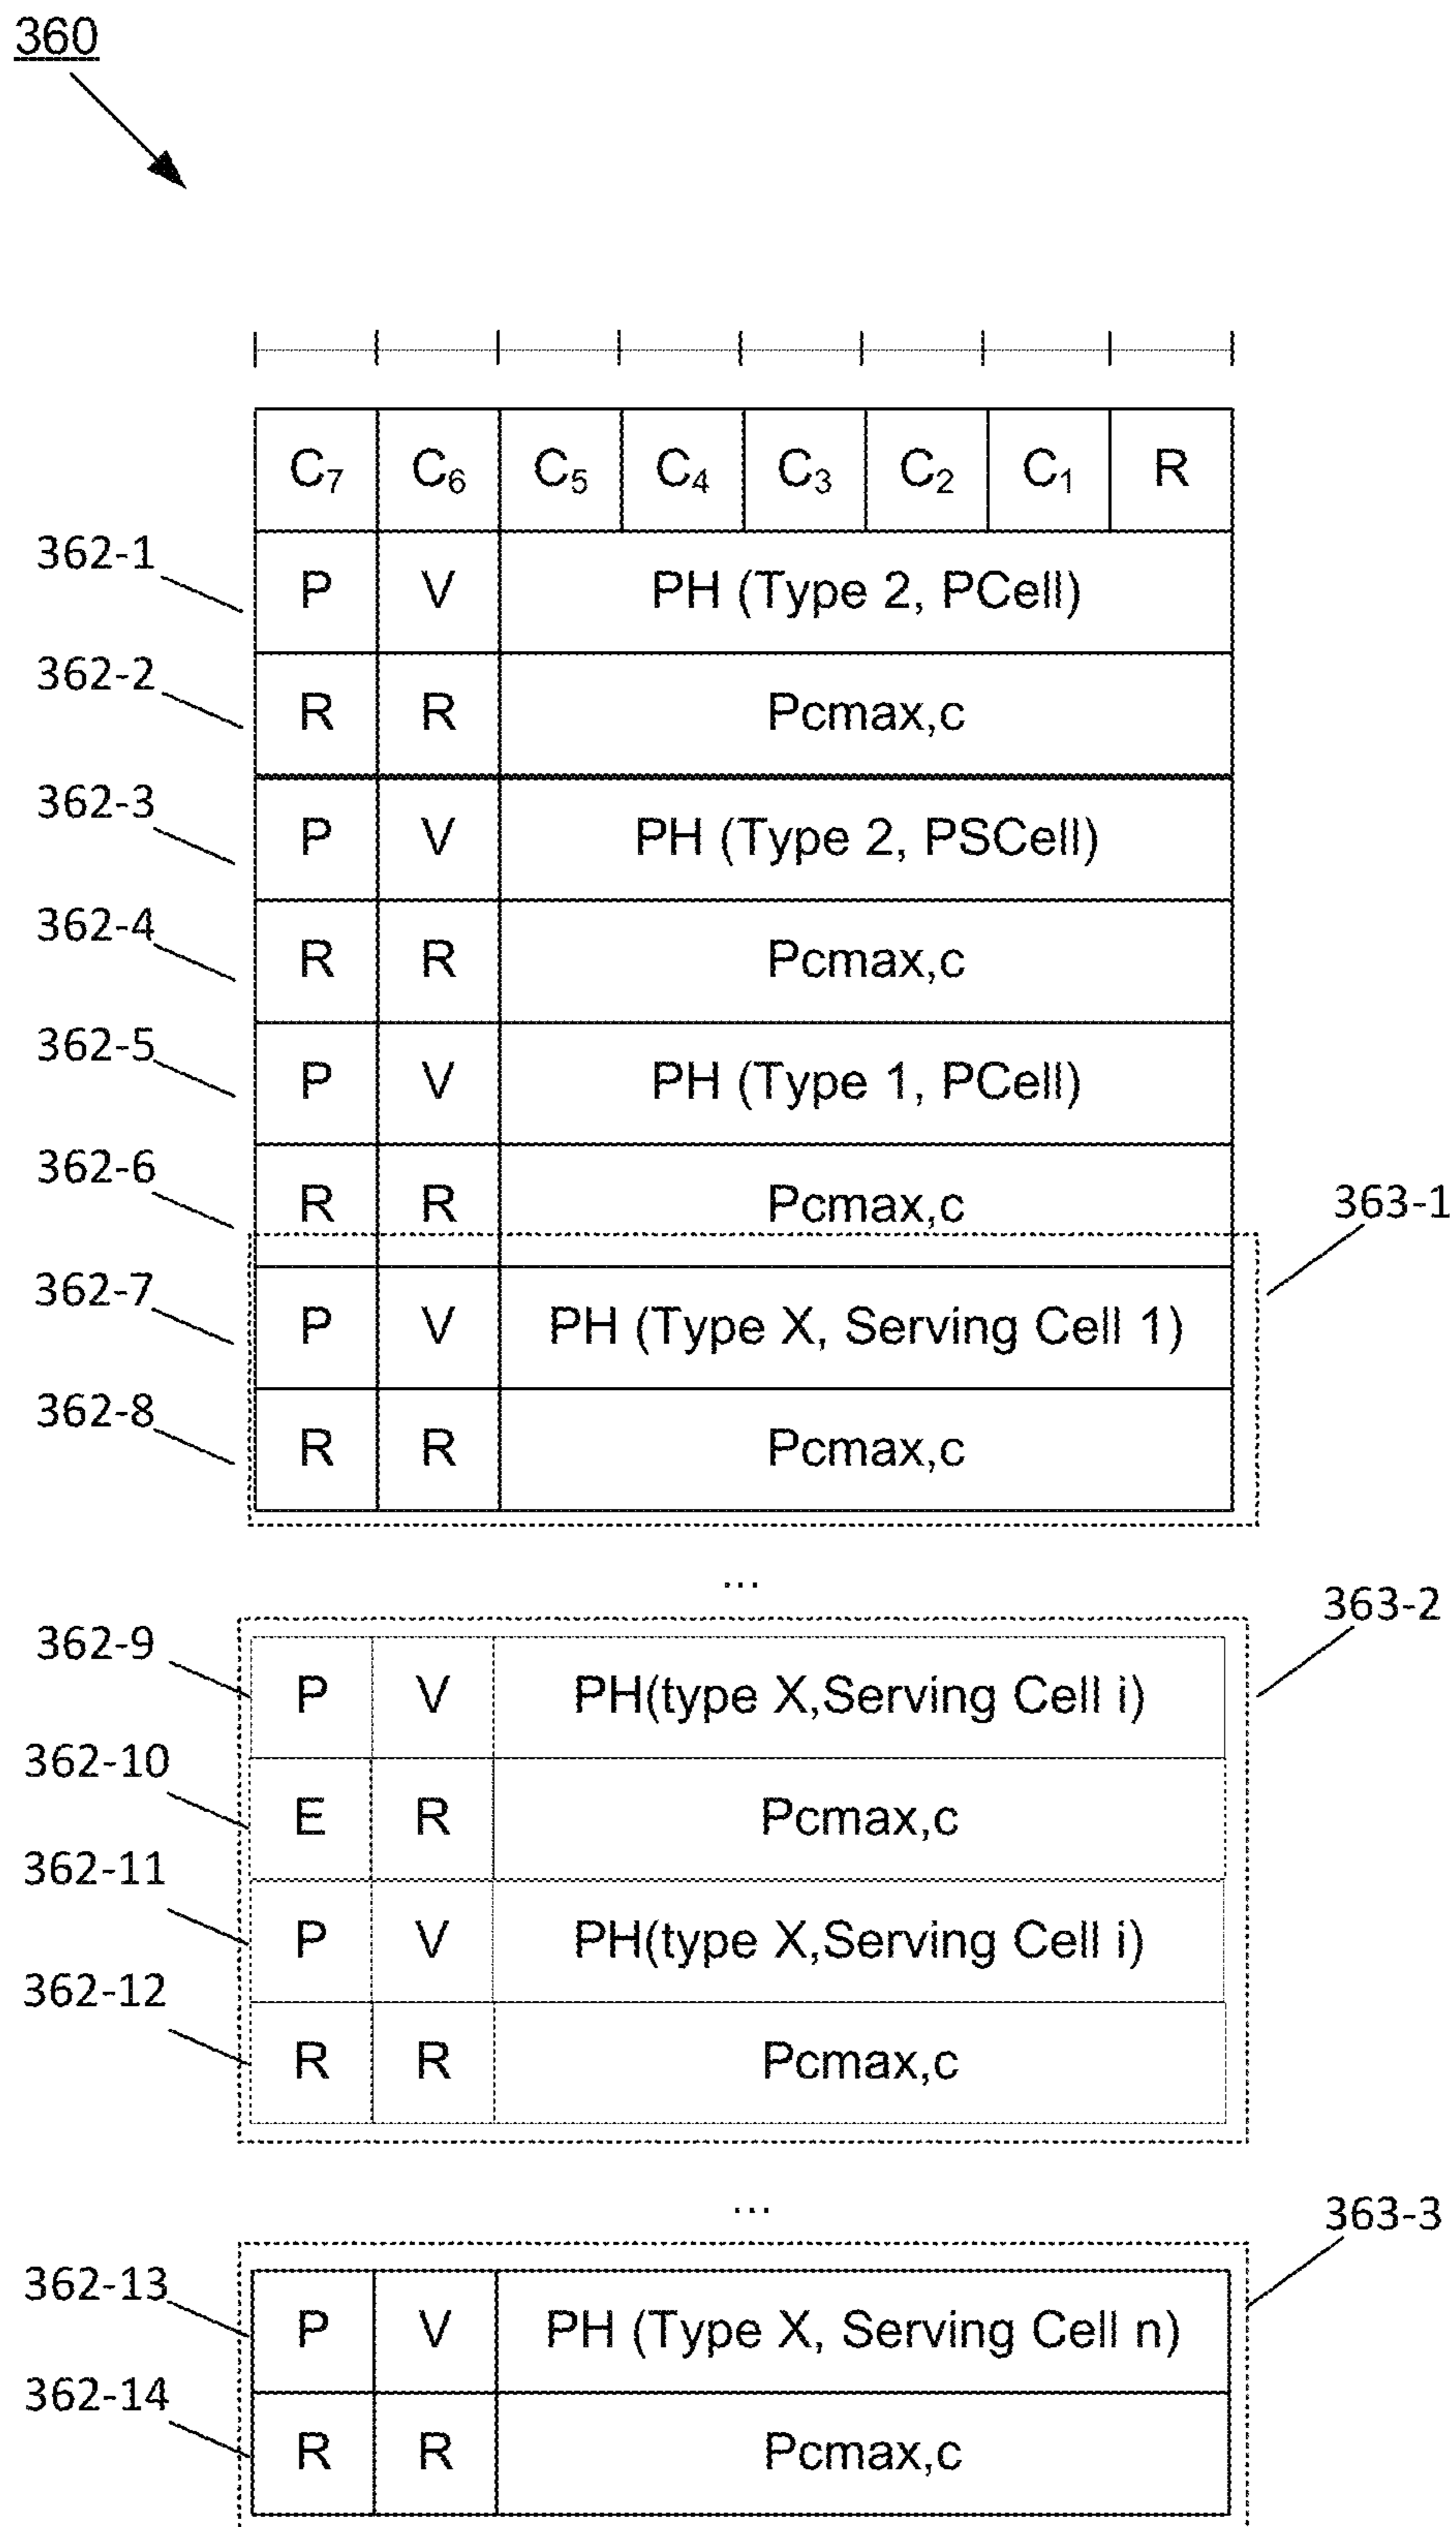 360
C₇ C₆ C₅ C₄ C₃ C₂ C₁ R
362-1 P V PH (Type 2, PCell)
362-2 R R Pcmax,c
362-3 P V PH (Type 2, PSCell)
362-4 R R Pcmax,c
362-5 P V PH (Type 1, PCell)
362-6 R R Pcmax,c 363-1
362-7 P V PH (Type X, Serving Cell 1)
362-8 R R Pcmax,c
...
363-2
362-9 P V PH(type X,Serving Cell i)
362-10 E R Pcmax,c
362-11 P V PH(type X,Serving Cell i)
362-12 R R Pcmax,c
...
363-3
362-13 P V PH (Type X, Serving Cell n)
362-14 R R Pcmax,c